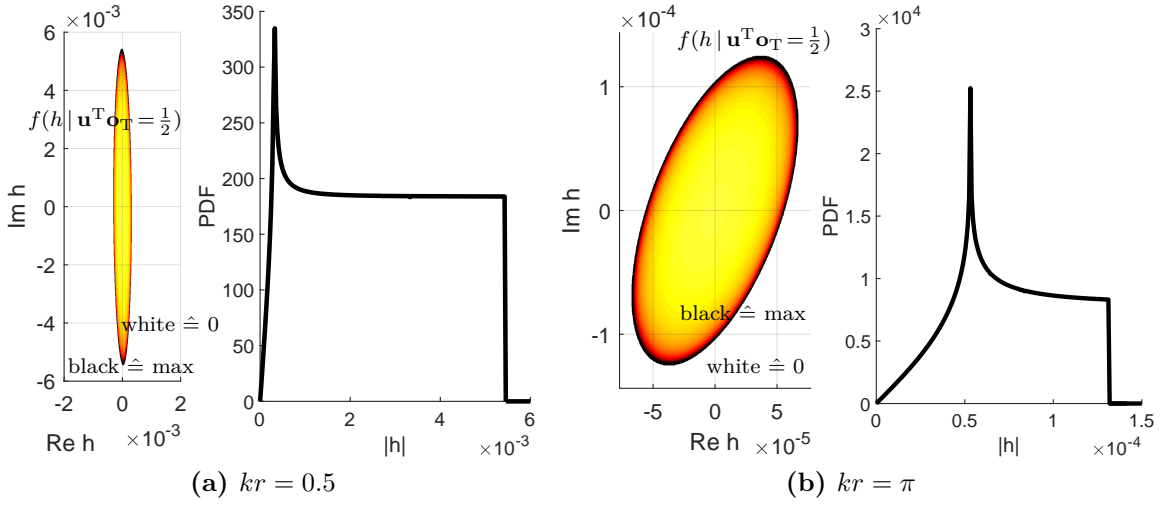 ×10⁻³
6
4
2
0
-2
-4
-6
Im h
-2
0
2
Re h
×10⁻³
f(h | uᵀo_T = ½)
white ≙ 0
black ≙ max
350
300
250
200
150
100
50
0
PDF
0
2
4
6
|h|
×10⁻³
(a) kr = 0.5
×10⁻⁴
1
0
-1
Im h
-5
0
5
Re h
×10⁻⁵
f(h | uᵀo_T = ½)
black ≙ max
white ≙ 0
×10⁴
3
2.5
2
1.5
1
0.5
0
PDF
0
0.5
1
1.5
|h|
×10⁻⁴
(b) kr = π